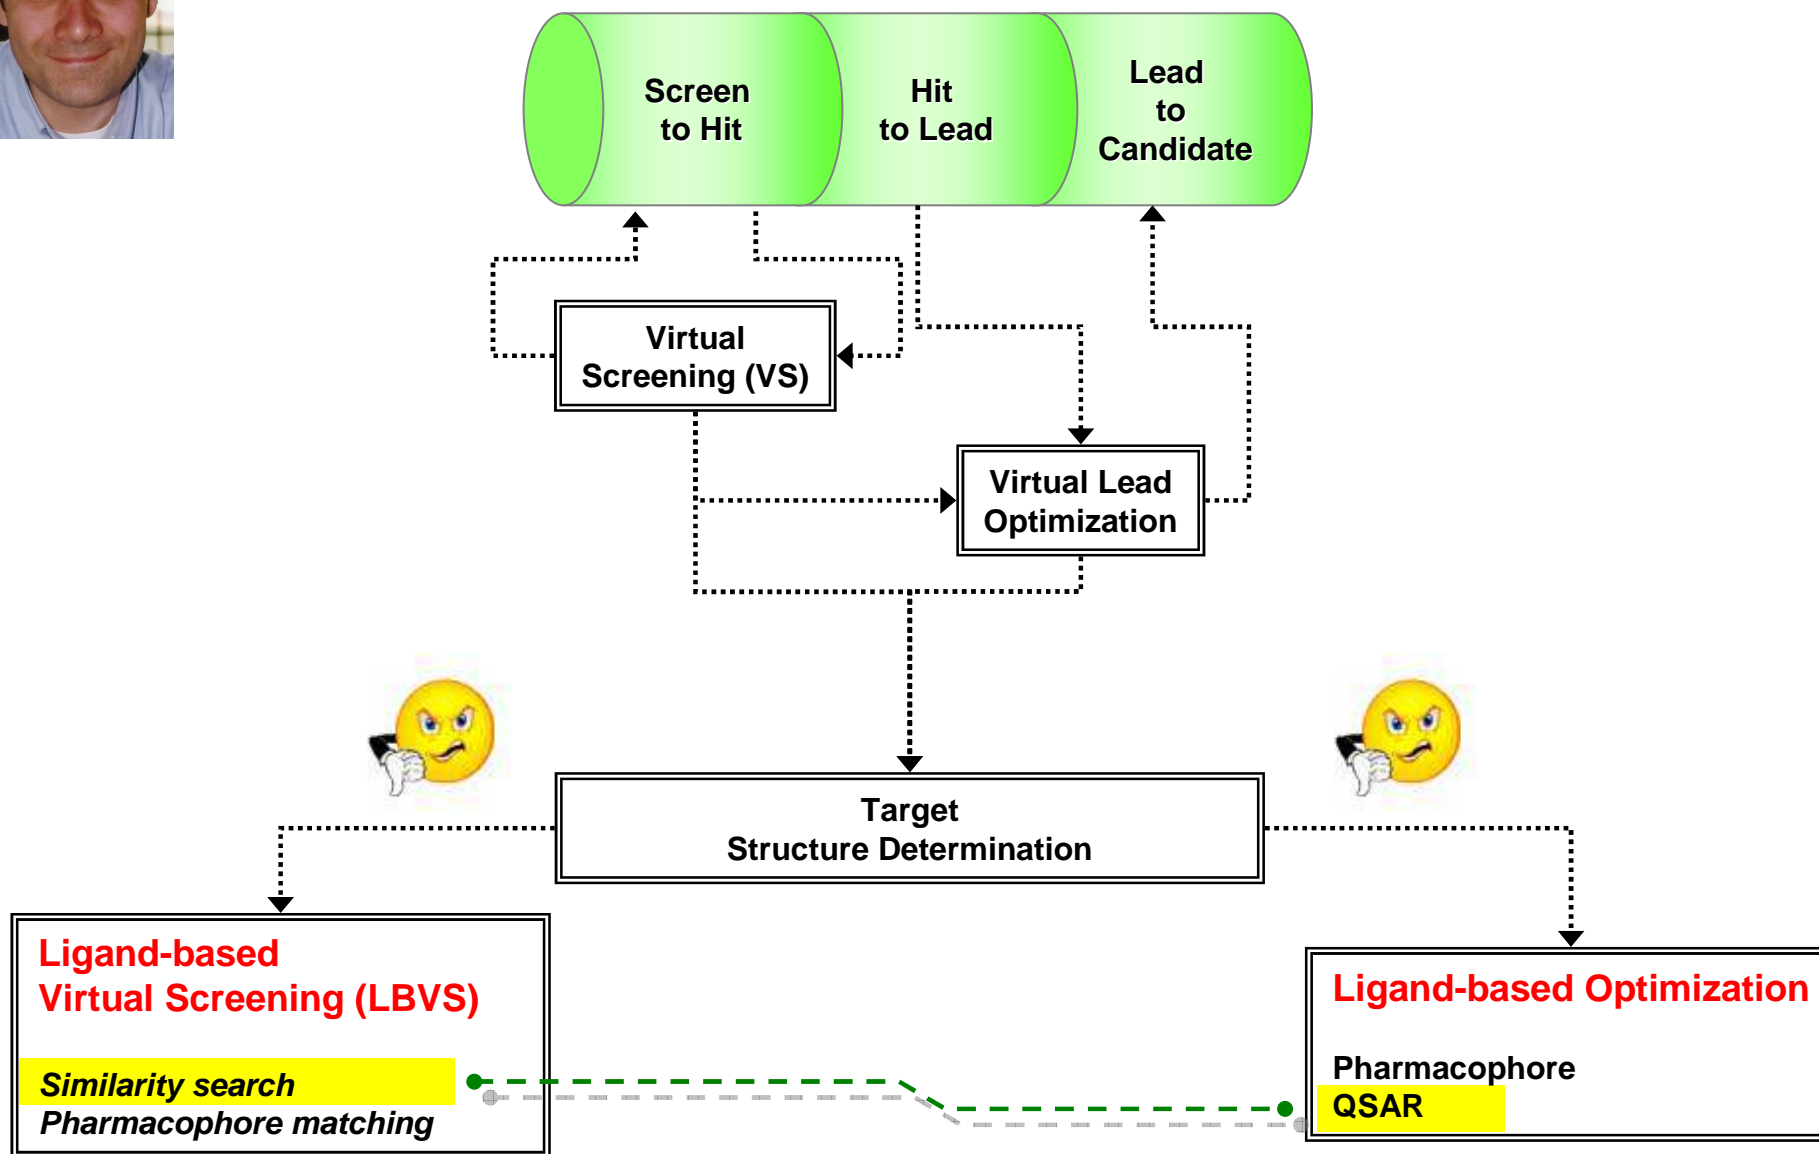 Screen
to Hit
Hit
to Lead
Lead
to
Candidate
Virtual
Screening (VS)
Virtual Lead
Optimization
Target
Structure Determination
Ligand-based
Virtual Screening (LBVS)
Similarity search
Pharmacophore matching
Ligand-based Optimization
Pharmacophore
QSAR